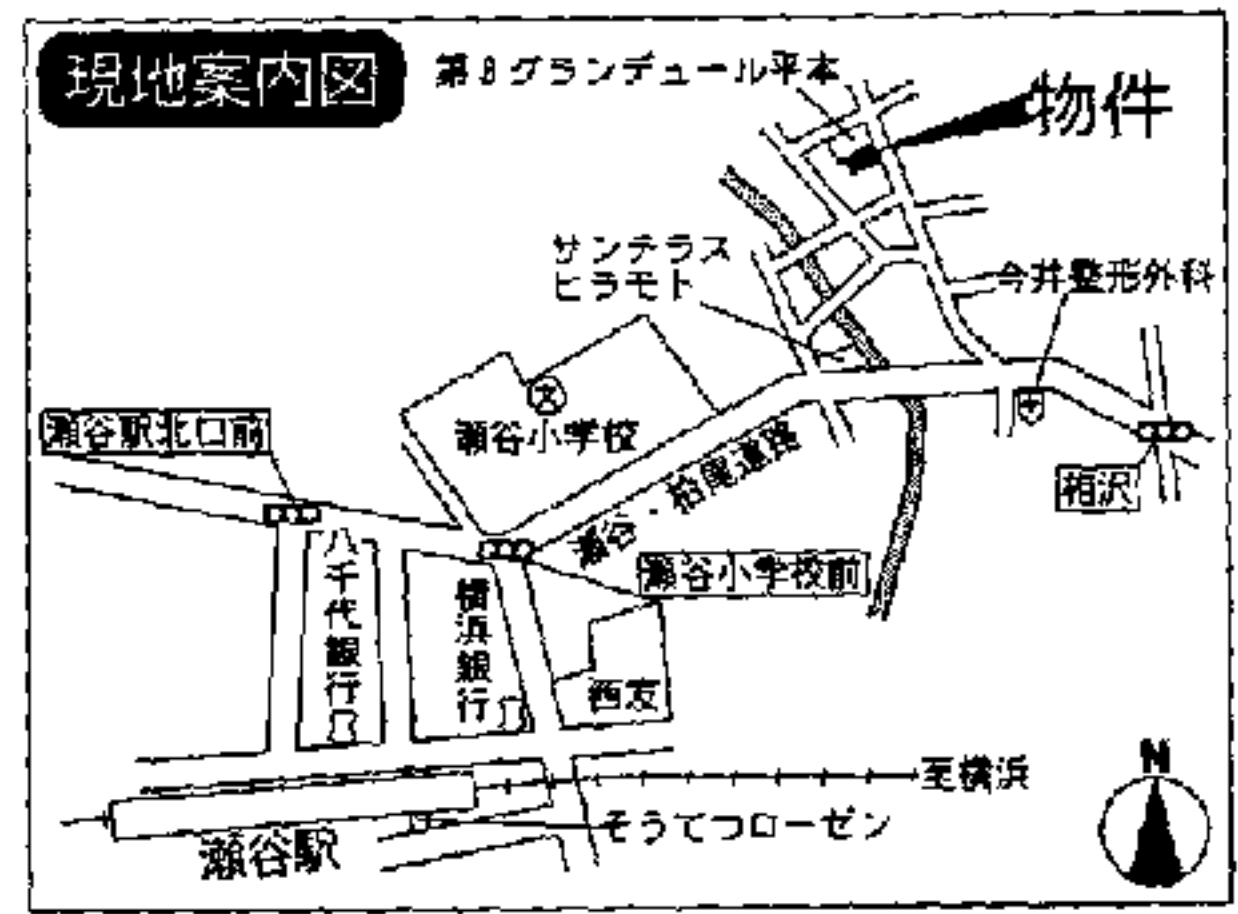 現地案内図
第8グランデュール平本
物件
サンテラス
ヒラモト
今井整形外科
瀬谷駅北口前
文
瀬谷小学校
瀬谷・柏尾道路
相沢
瀬谷小学校前
八千代銀行
横浜銀行
西友
N
至横浜
そうてつローゼン
瀬谷駅